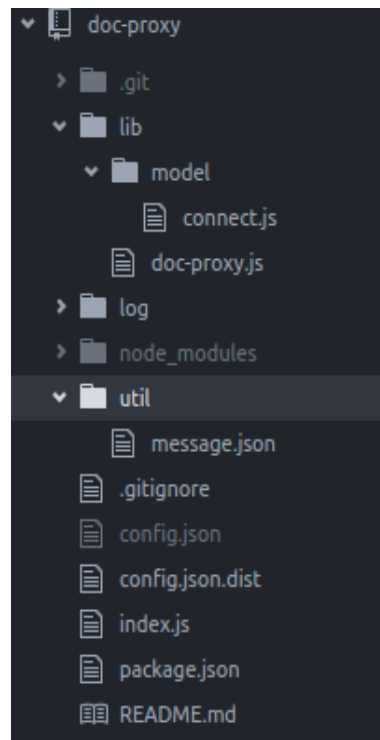 doc-proxy
.git
lib
model
connect.js
doc-proxy.js
log
node_modules
util
message.json
.gitignore
config.json
config.json.dist
index.js
package.json
README.md